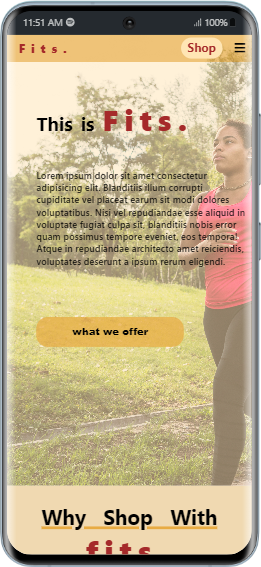 11:51 AM 100%
Fits. Shop
This is Fits.
Lorem ipsum dolor sit amet consectetur
adipisicing elit. Blanditiis illum corrupti
cupiditate vel placeat earum sit modi dolores
voluptatibus. Nisi vel repudiandae esse aliquid in
voluptate fugiat culpa sit, blanditiis nobis error
quam possimus tempore eveniet, eos tempora!
Atque in repudiandae architecto amet reiciendis,
voluptates deserunt a ipsum rerum eligendi.
what we offer
Why Shop With
fits